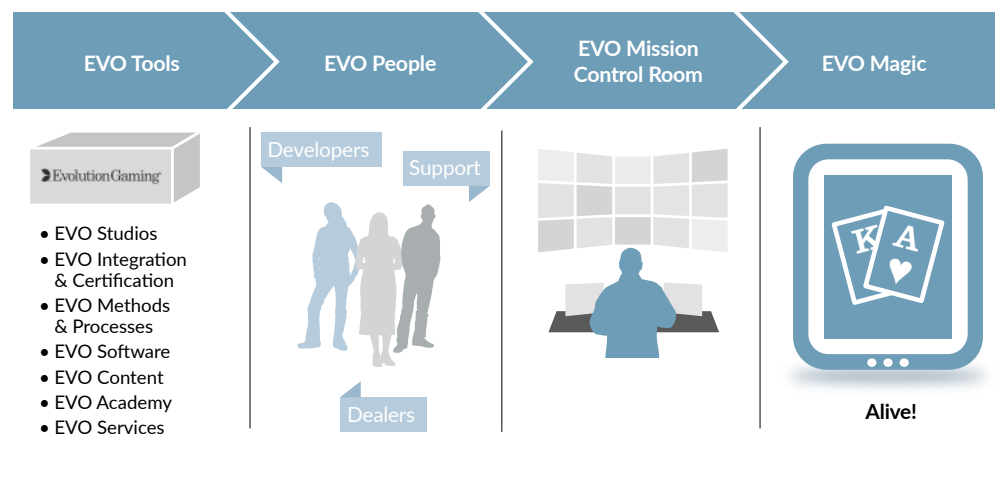 EVO Tools
EVO People
EVO Mission
Control Room
EVO Magic
EvolutionGaming
• EVO Studios
• EVO Integration
& Certification
• EVO Methods
& Processes
• EVO Software
• EVO Content
• EVO Academy
• EVO Services
Developers
Support
Dealers
K
A
Alive!